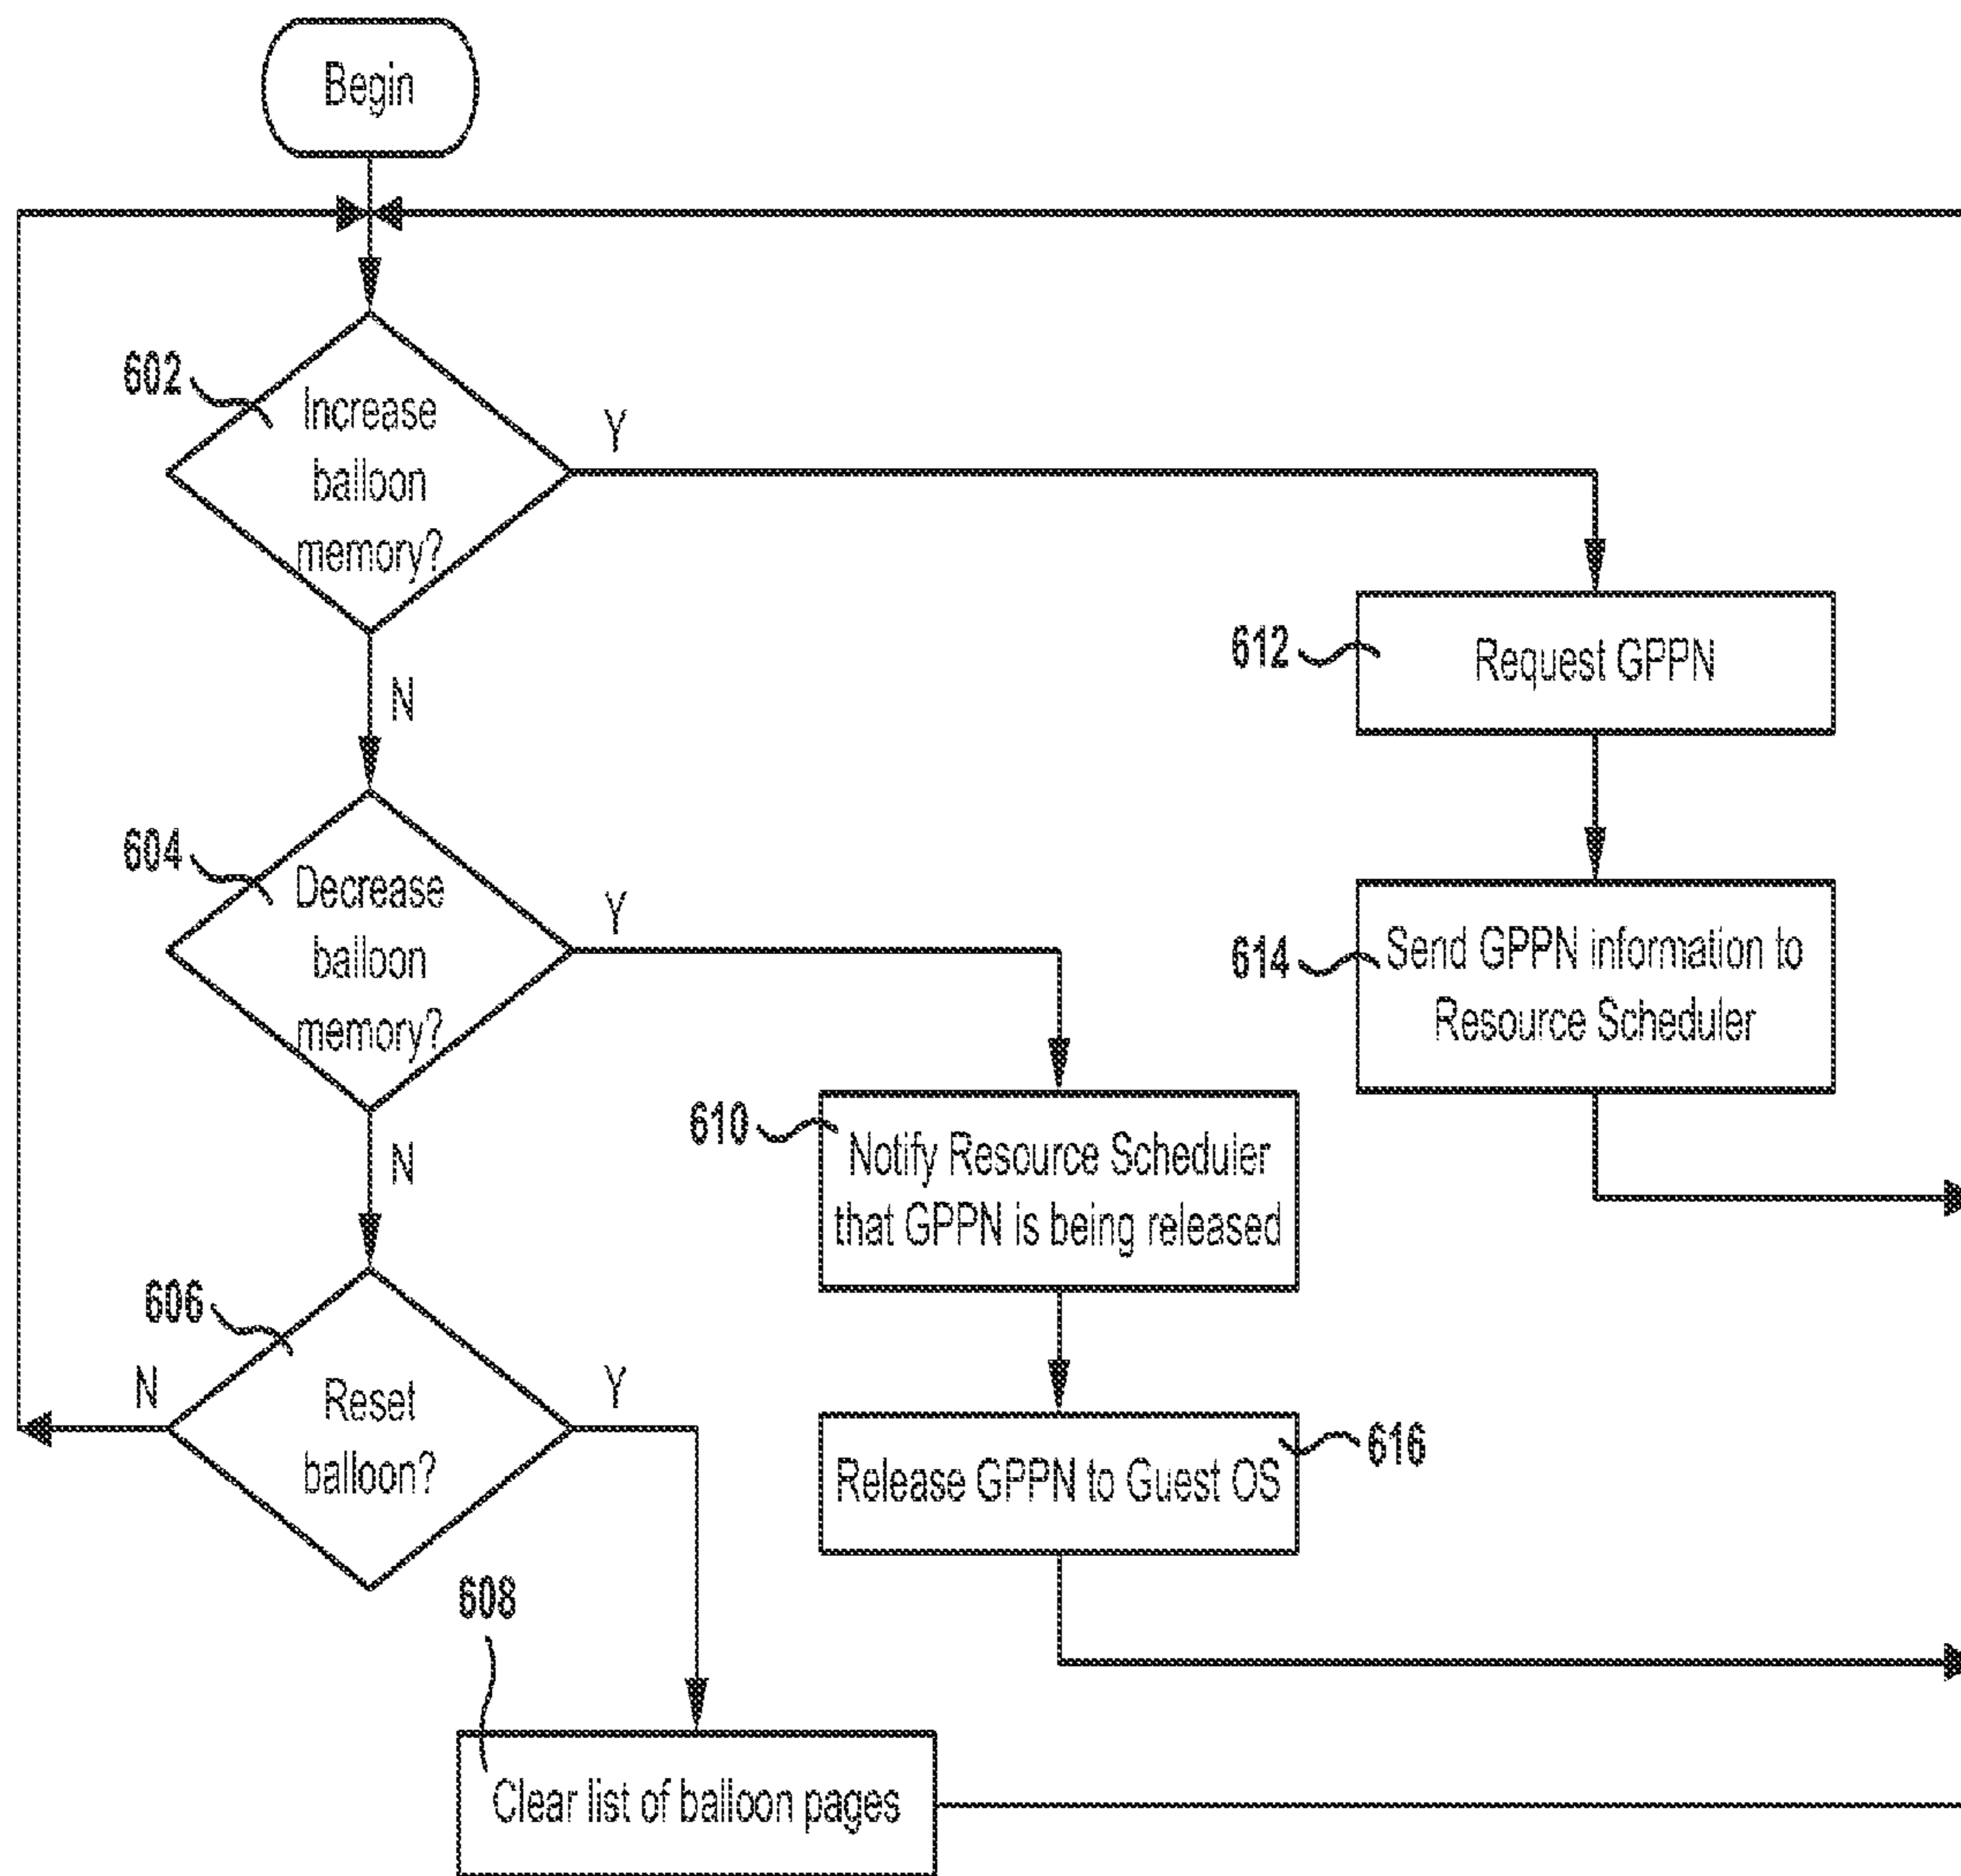 Begin
602
Increase
balloon
memory?
Y
N
612
Request GPPN
604
Decrease
balloon
memory?
Y
N
614
Send GPPN information to
Resource Scheduler
610
Notify Resource Scheduler
that GPPN is being released
606
Reset
balloon?
N
Y
616
Release GPPN to Guest OS
608
Clear list of balloon pages